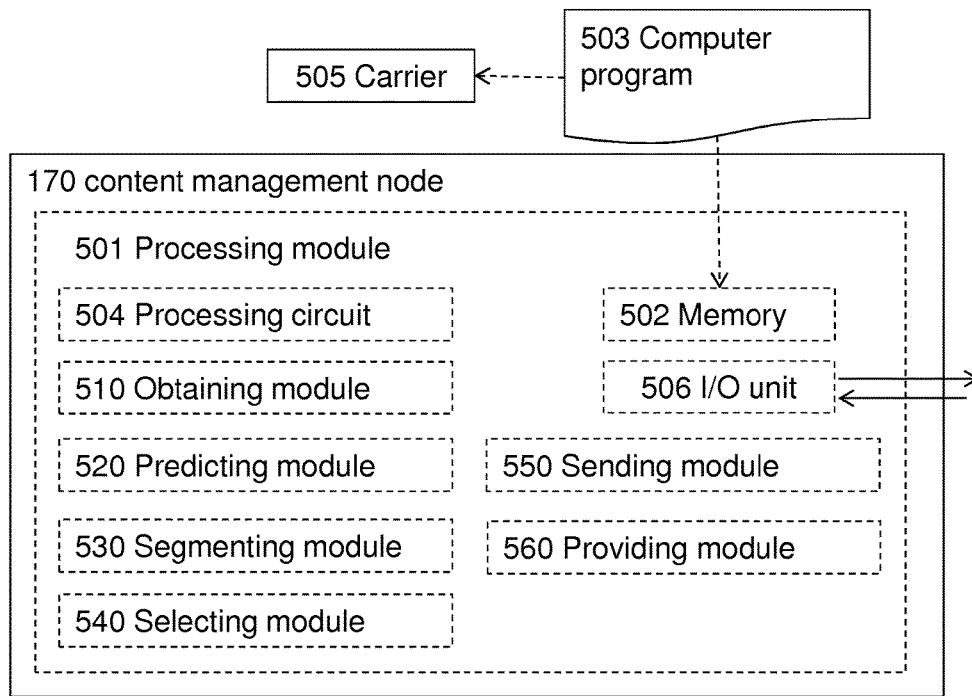 503 Computer
program
505 Carrier
170 content management node
501 Processing module
504 Processing circuit
502 Memory
510 Obtaining module
506 I/O unit
520 Predicting module
550 Sending module
530 Segmenting module
560 Providing module
540 Selecting module